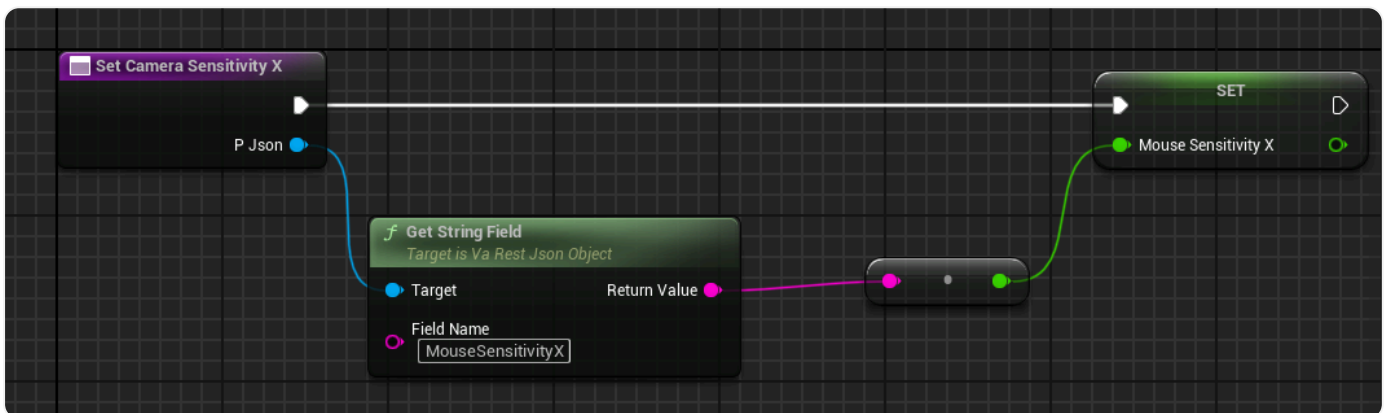 Set Camera Sensitivity X
SET
P Json
Mouse Sensitivity X
f Get String Field
Target is Va Rest Json Object
Target
Return Value
Field Name
MouseSensitivityX